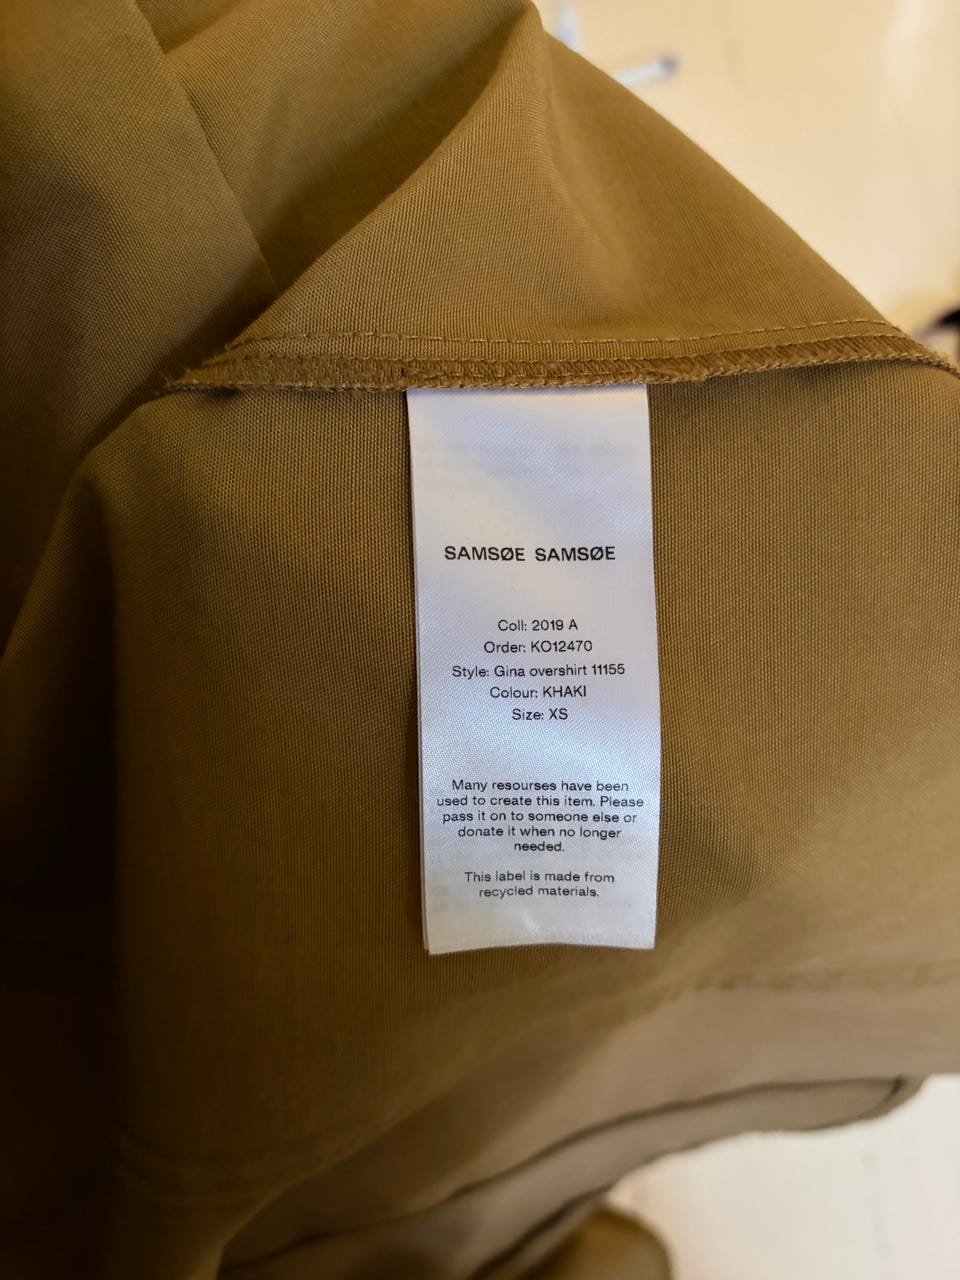 SAMSØE SAMSØE
Coll: 2019 A
Order: KO12470
Style: Gina overshirt 11155
Colour: KHAKI
Size: XS
Many resourses have been
used to create this item. Please
pass it on to someone else or
donate it when no longer
needed.
This label is made from
recycled materials.